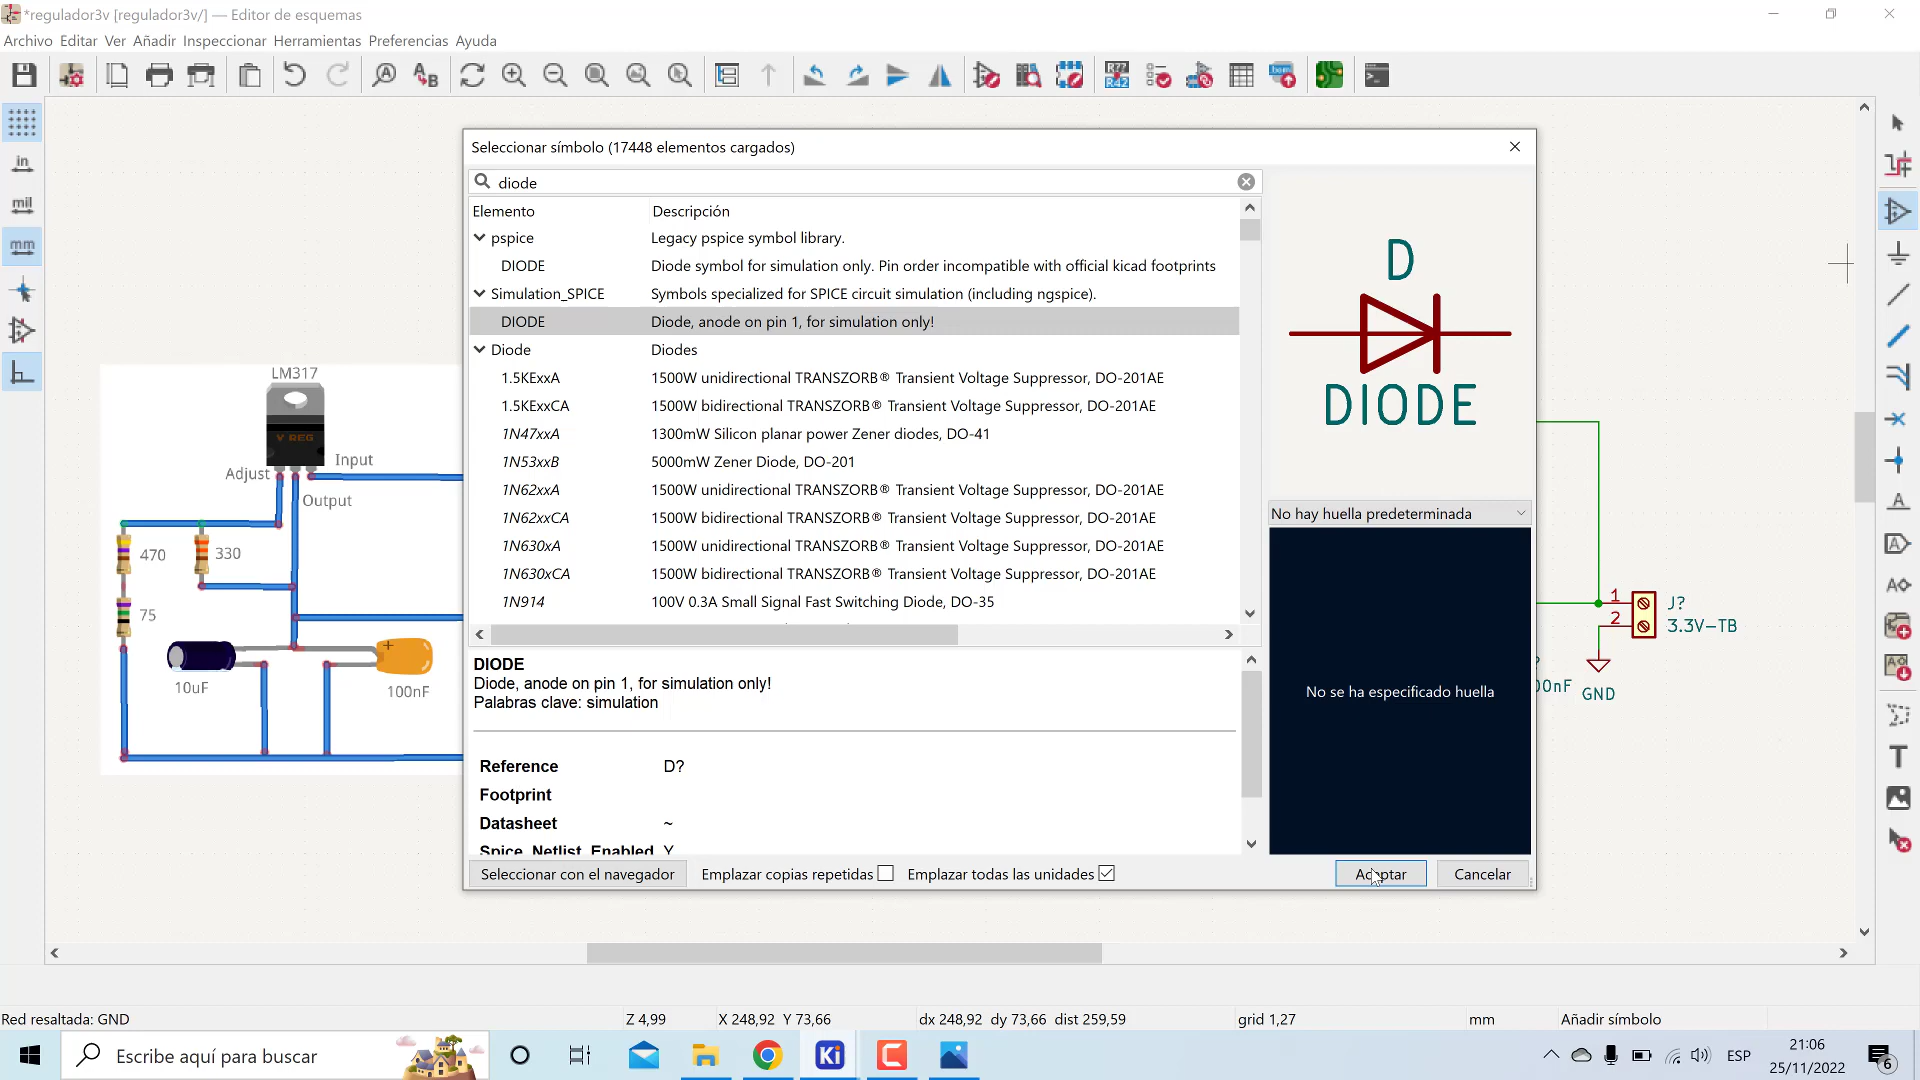 *regulador3v [regulador3v/] — Editor de esquemas
Archivo Editar Ver Añadir Inspeccionar Herramientas Preferencias Ayuda
Seleccionar símbolo (17448 elementos cargados)
diode
Elemento Descripción
pspice Legacy pspice symbol library.
DIODE Diode symbol for simulation only. Pin order incompatible with official kicad footprints
Simulation_SPICE Symbols specialized for SPICE circuit simulation (including ngspice).
DIODE Diode, anode on pin 1, for simulation only!
Diode Diodes
1.5KExxA 1500W unidirectional TRANSZORB® Transient Voltage Suppressor, DO-201AE
1.5KExxCA 1500W bidirectional TRANSZORB® Transient Voltage Suppressor, DO-201AE
1N47xxA 1300mW Silicon planar power Zener diodes, DO-41
1N53xxB 5000mW Zener Diode, DO-201
1N62xxA 1500W unidirectional TRANSZORB® Transient Voltage Suppressor, DO-201AE
1N62xxCA 1500W bidirectional TRANSZORB® Transient Voltage Suppressor, DO-201AE
1N630xA 1500W unidirectional TRANSZORB® Transient Voltage Suppressor, DO-201AE
1N630xCA 1500W bidirectional TRANSZORB® Transient Voltage Suppressor, DO-201AE
1N914 100V 0.3A Small Signal Fast Switching Diode, DO-35
DIODE
Diode, anode on pin 1, for simulation only!
Palabras clave: simulation
Reference D?
Footprint
Datasheet ~
Spice_Netlist_Enabled Y
D
DIODE
No hay huella predeterminada
No se ha especificado huella
Seleccionar con el navegador
Emplazar copias repetidas
Emplazar todas las unidades
Aceptar
Cancelar
in
mil
mm
R??
R42
bom
LM317
V REG
Input
Adjust
Output
470
330
75
10uF
100nF
1
2
J?
3.3V-TB
00nF
GND
Red resaltada: GND
Z 4,99
X 248,92 Y 73,66
dx 248,92 dy 73,66 dist 259,59
grid 1,27
mm
Añadir símbolo
Escribe aquí para buscar
Ki
ESP
21:06
25/11/2022
6